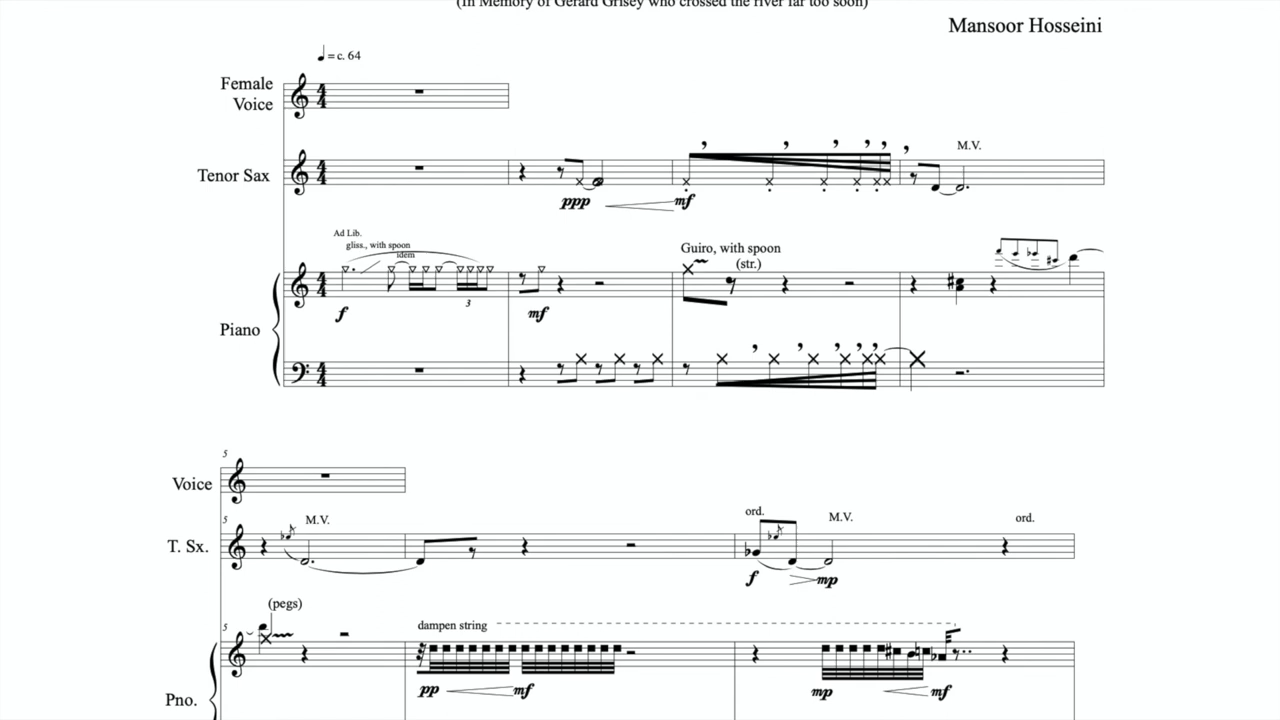 (In Memory of Gerard Grisey who crossed the river far too soon)
Mansoor Hosseini
= c. 64
Female
Voice
Tenor Sax
M.V.
ppp
mf
Ad Lib.
gliss., with spoon
idem
Guiro, with spoon
(str.)
3
f
mf
Piano
5
Voice
5
M.V.
ord.
M.V.
ord.
T. Sx.
f
mp
(pegs)
5
dampen string
pp
mf
mp
mf
Pno.